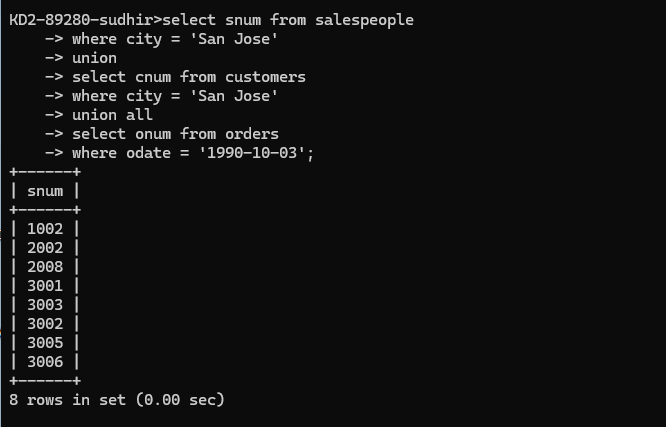 KD2-89280-sudhir>select snum from salespeople
    -> where city = 'San Jose'
    -> union
    -> select cnum from customers
    -> where city = 'San Jose'
    -> union all
    -> select onum from orders
    -> where odate = '1990-10-03';
+------+
| snum |
+------+
| 1002 |
| 2002 |
| 2008 |
| 3001 |
| 3003 |
| 3002 |
| 3005 |
| 3006 |
+------+
8 rows in set (0.00 sec)